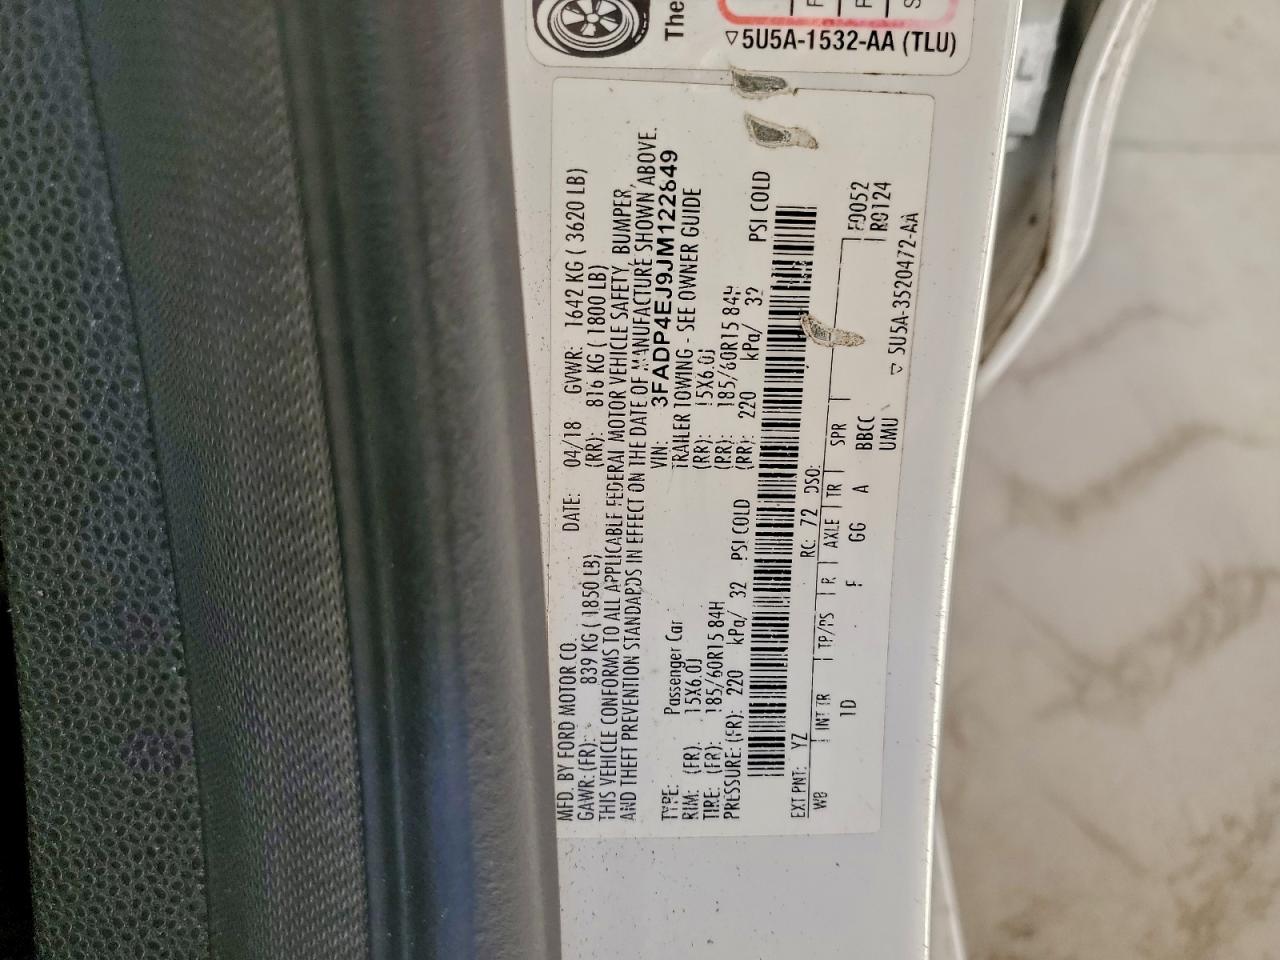 The
5U5A-1532-AA (TLU)
MFD. BY FORD MOTOR CO.
DATE: 04/18 GVWR: 1642 KG ( 3620 LB)
GAWR: (FR): 839 KG ( 1850 LB) (RR): 816 KG ( 1800 LB)
THIS VEHICLE CONFORMS TO ALL APPLICABLE FEDERAL MOTOR VEHICLE SAFETY, BUMPER,
AND THEFT PREVENTION STANDARDS IN EFFECT ON THE DATE OF MANUFACTURE SHOWN ABOVE.
VIN: 3FADP4EJ9JM122649
TYPE: Passenger Car TRAILER TOWING - SEE OWNER GUIDE
RIM: (FR): 15X6.0J (RR): 15X6.0J
TIRE: (FR): 185/60R15 84H (RR): 185/60R15 84H
PRESSURE: (FR): 220 kPa/ 32 PSI COLD (RR): 220 kPa/ 32 PSI COLD
EXT PNT: YZ RC: 72 DSO:
WB INT TR TP/PS R AXLE TR SPR
1D F GG A BBCC F0052
UMU R0124
5U5A-3520472-AA